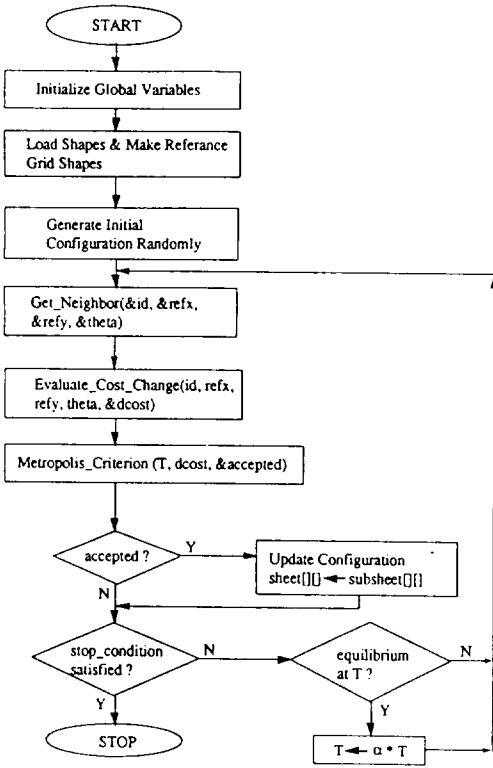 START
Initialize Global Variables
Load Shapes & Make Referance
Grid Shapes
Generate Initial
Configuration Randomly
Get_Neighbor(&id, &refx,
&refy, &theta)
Evaluate_Cost_Change(id, refx,
refy, theta, &dcost)
Metropolis_Criterion (T, dcost, &accepted)
accepted ?
Y
N
Update Configuration
sheet[][] ← subsheet[][]
stop_condition
satisfied ?
N
Y
equilibrium
at T ?
N
Y
STOP
T ← α * T